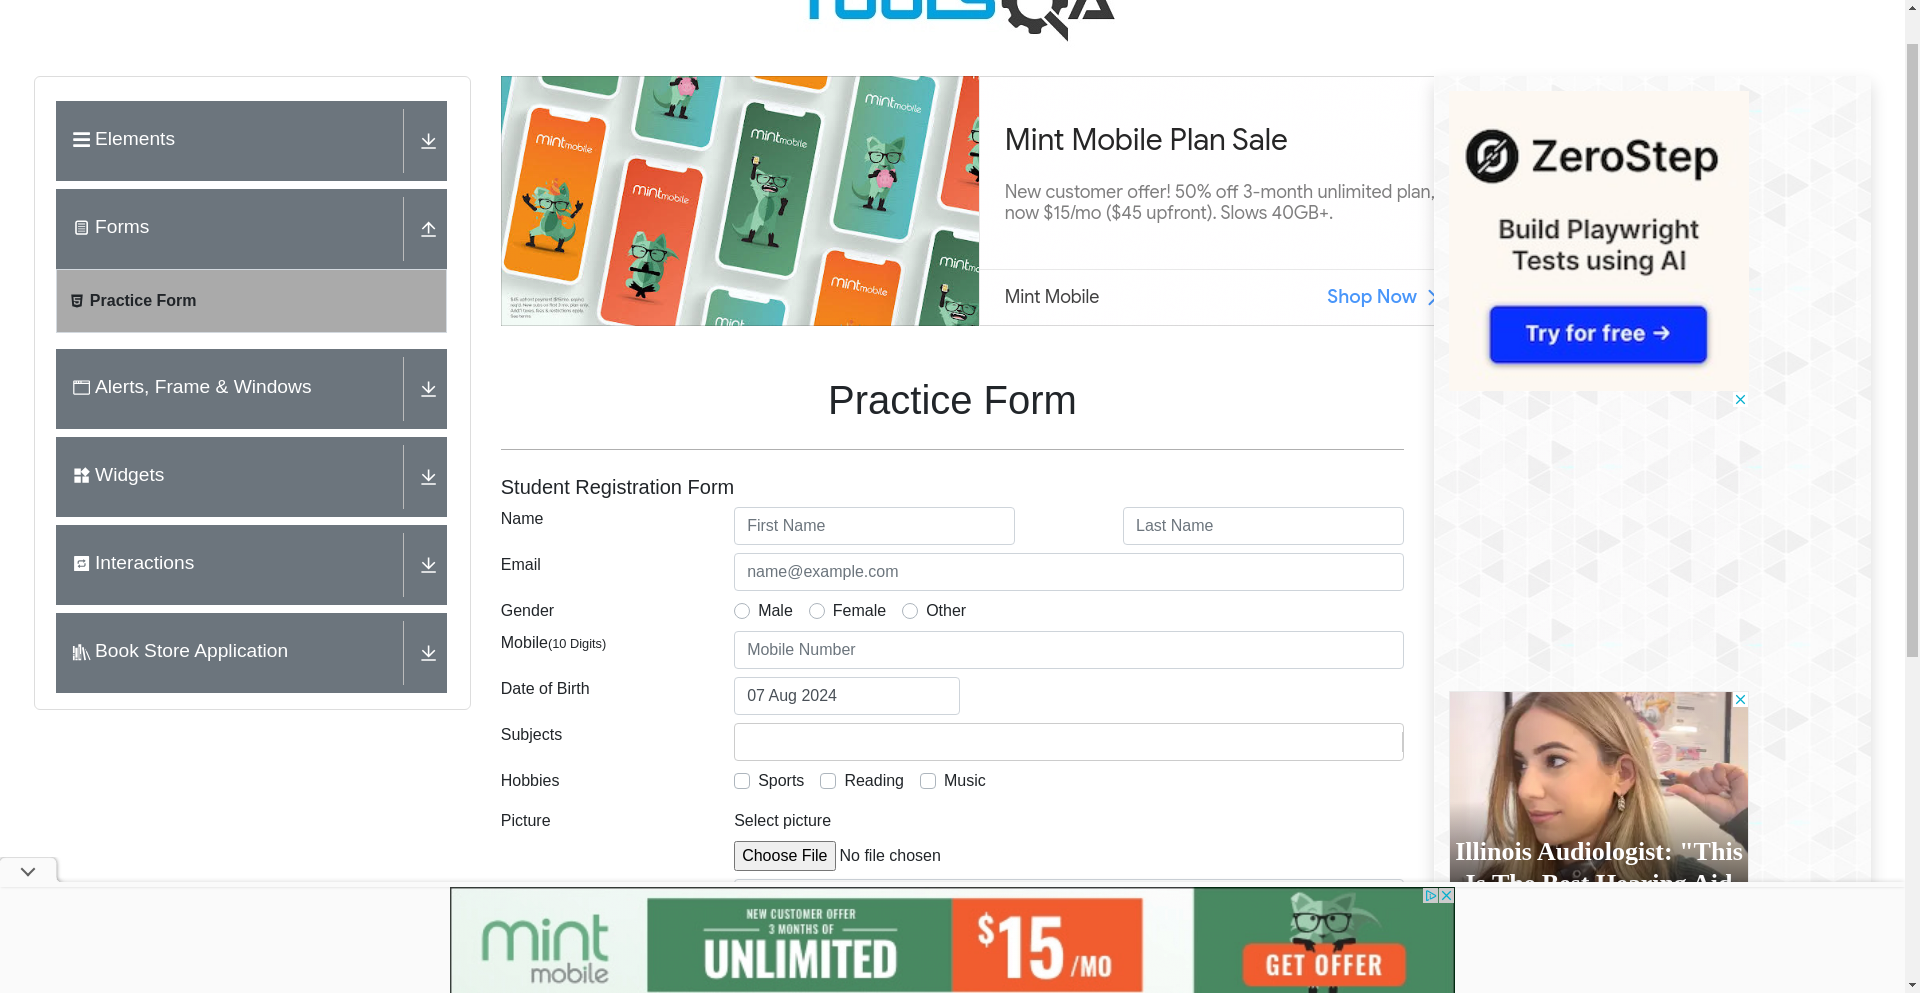 TOOLSQA
Elements
Forms
Practice Form
Alerts, Frame & Windows
Widgets
Interactions
Book Store Application
mintmobile
mintmobile
mintmobile
mintmobile
mintmobile
Mint Mobile Plan Sale
New customer offer! 50% off 3-month unlimited plan,
now $15/mo ($45 upfront). Slows 40GB+.
Mint Mobile
Shop Now
ZeroStep
Build Playwright
Tests using AI
Try for free →
Practice Form
Student Registration Form
Name
First Name
Last Name
Email
name@example.com
Gender
Male
Female
Other
Mobile(10 Digits)
Mobile Number
Date of Birth
07 Aug 2024
Subjects
Hobbies
Sports
Reading
Music
Picture
Select picture
Choose File No file chosen
Illinois Audiologist: "This
Is The Best Hearing Aid
mint
mobile
NEW CUSTOMER OFFER
3 MONTHS OF
UNLIMITED
$15/MO
GET OFFER